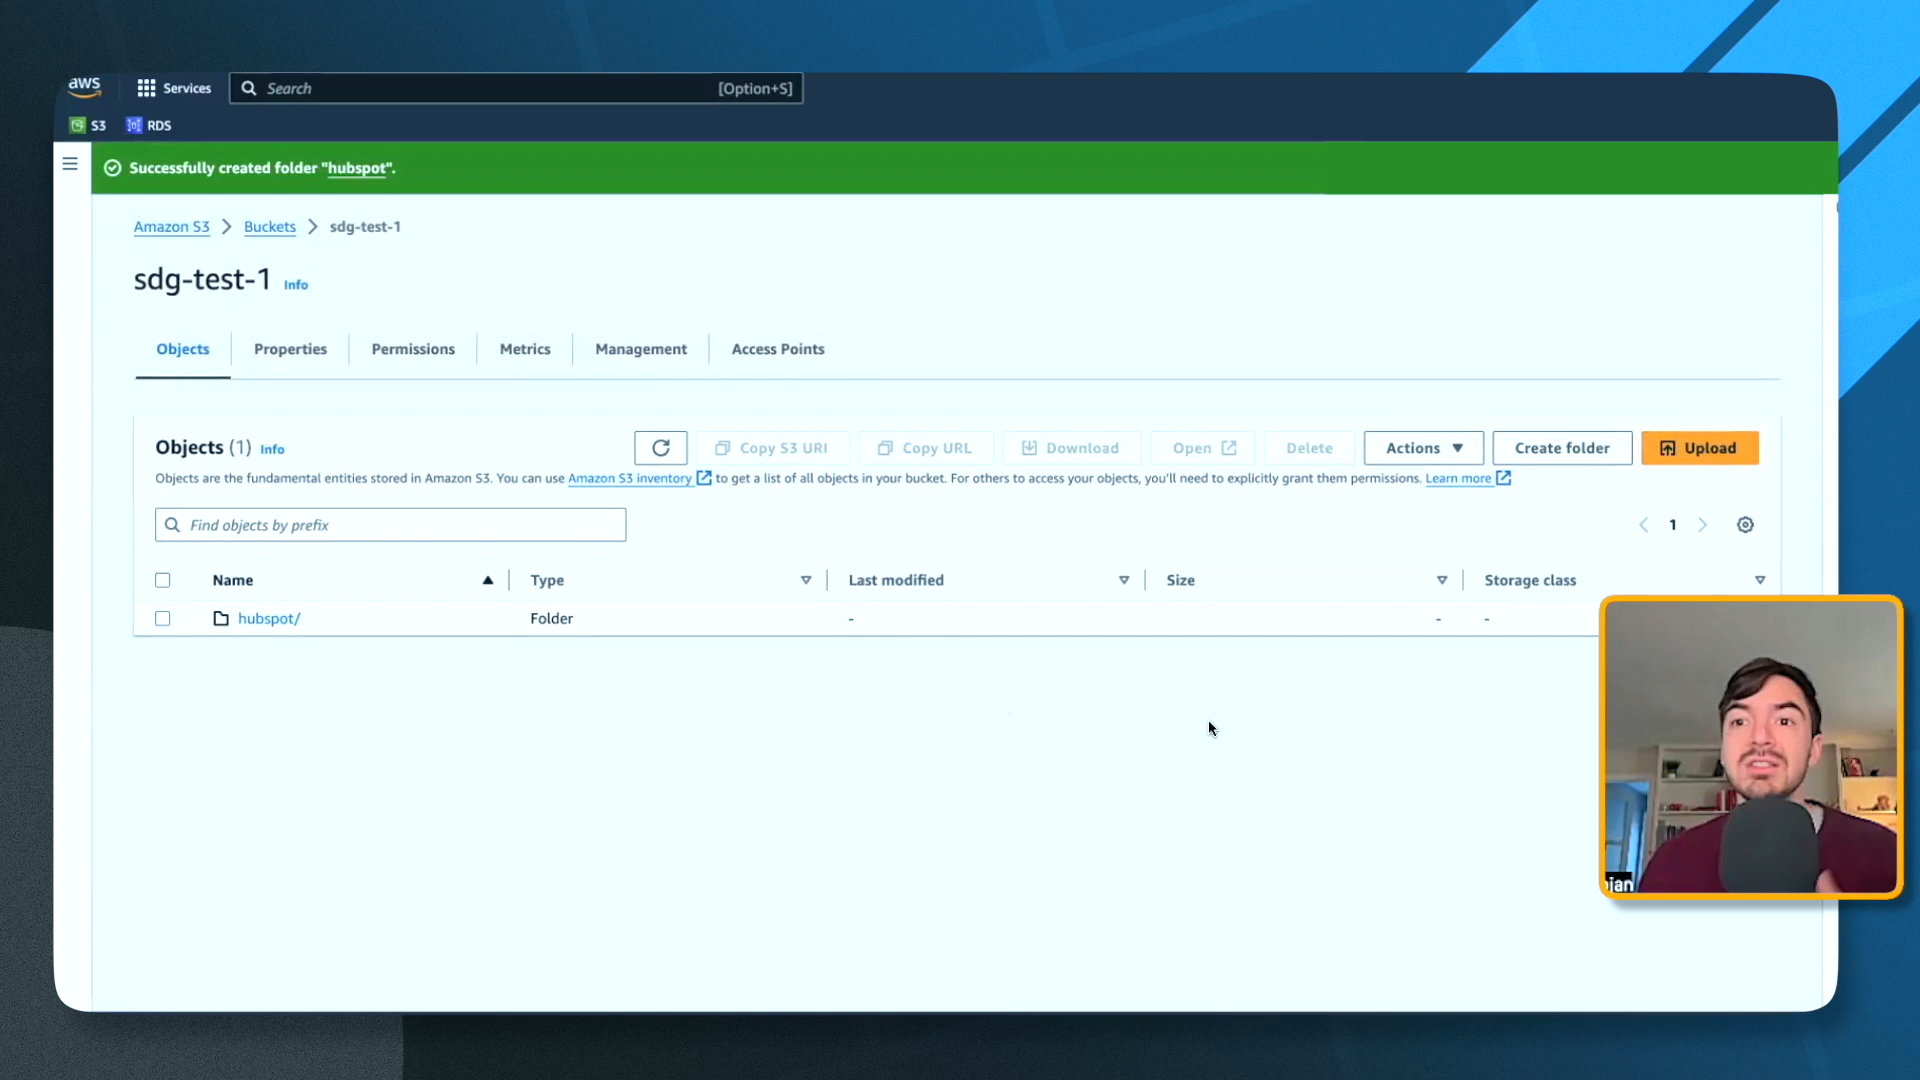 aws
Services
Search
[Option+S]
S3
RDS
Successfully created folder "hubspot".
Amazon S3
Buckets
sdg-test-1
sdg-test-1
Info
Objects
Properties
Permissions
Metrics
Management
Access Points
Objects (1)
Info
Copy S3 URI
Copy URL
Download
Open
Delete
Actions
Create folder
Upload
Objects are the fundamental entities stored in Amazon S3. You can use Amazon S3 inventory to get a list of all objects in your bucket. For others to access your objects, you'll need to explicitly grant them permissions. Learn more
Find objects by prefix
1
Name
Type
Last modified
Size
Storage class
hubspot/
Folder
-
-
-